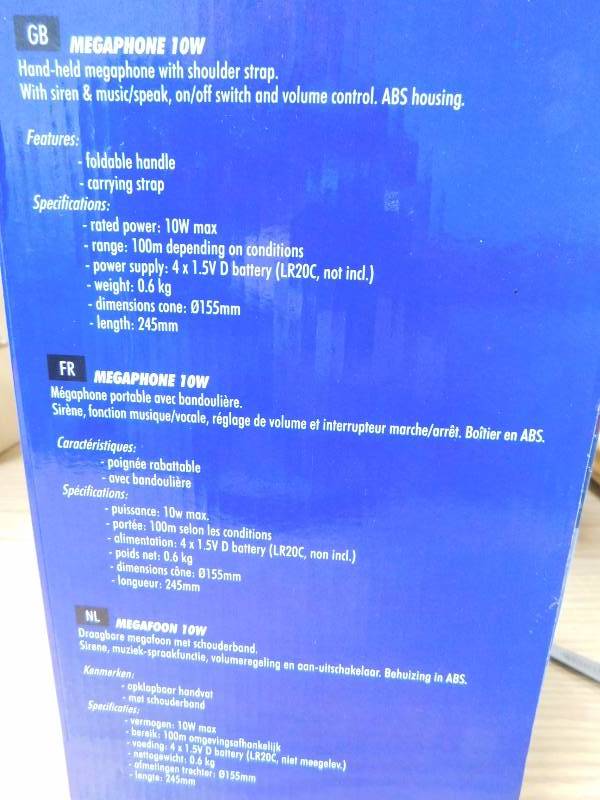 GB MEGAPHONE 10W
Hand-held megaphone with shoulder strap.
With siren & music/speak, on/off switch and volume control. ABS housing.
Features:
- foldable handle
- carrying strap
Specifications:
- rated power: 10W max
- range: 100m depending on conditions
- power supply: 4 x 1.5V D battery (LR20C, not incl.)
- weight: 0.6 kg
- dimensions cone: Ø155mm
- length: 245mm
FR MEGAPHONE 10W
Mégaphone portable avec bandoulière.
Sirène, fonction musique/vocale, réglage de volume et interrupteur marche/arrêt. Boîtier en ABS.
Caractéristiques:
- poignée rabattable
- avec bandoulière
Spécifications:
- puissance: 10w max.
- portée: 100m selon les conditions
- alimentation: 4 x 1.5V D battery (LR20C, non incl.)
- poids net: 0.6 kg
- dimensions cône: Ø155mm
- longueur: 245mm
NL MEGAFOON 10W
Draagbare megafoon met schouderband.
Sirene, muziek-spraakfunctie, volumeregeling en aan-uitschakelaar. Behuizing in ABS.
Kenmerken:
- opklapbaar handvat
- met schouderband
Specificaties:
- vermogen: 10W max
- bereik: 100m omgevingsafhankelijk
- voeding: 4 x 1.5V D battery (LR20C, niet meegelev.)
- nettogewicht: 0.6 kg
- afmetingen trechter: Ø155mm
- lengte: 245mm